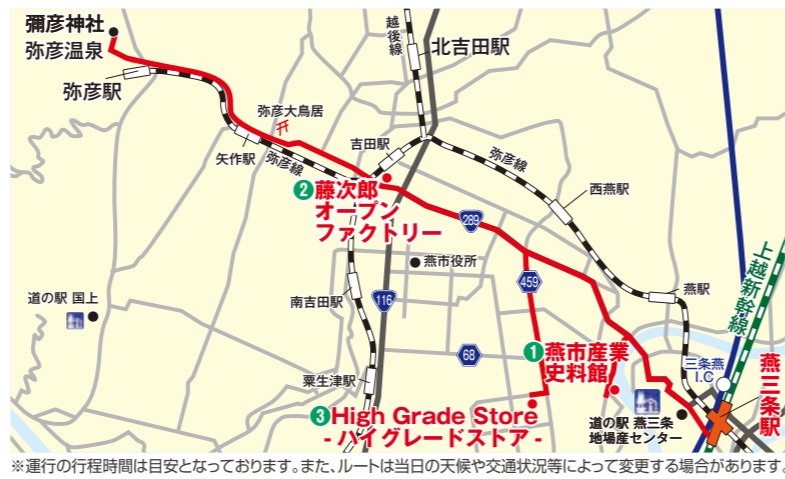 彌彦神社
弥彦温泉
弥彦駅
越後線
北吉田駅
弥彦大鳥居
矢作駅
弥彦線
吉田駅
弥彦線
西燕駅
2 藤次郎
オープン
ファクトリー
289
燕市役所
459
燕駅
上越新幹線
道の駅 国上
南吉田駅
116
68
1 燕市産業
史料館
三条燕
I.C
燕三条駅
粟生津駅
3 High Grade Store
- ハイグレードストア -
道の駅 燕三条
地場産センター
※運行の行程時間は目安となっております。また、ルートは当日の天候や交通状況等によって変更する場合があります。